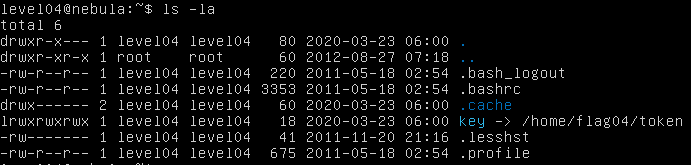 level04@nebula:~$ ls -la
total 6
drwxr-x--- 1 level04 level04   80 2020-03-23 06:00 .
drwxr-xr-x 1 root    root      60 2012-08-27 07:18 ..
-rw-r--r-- 1 level04 level04  220 2011-05-18 02:54 .bash_logout
-rw-r--r-- 1 level04 level04 3353 2011-05-18 02:54 .bashrc
drwx------ 2 level04 level04   60 2020-03-23 06:00 .cache
lrwxrwxrwx 1 level04 level04   18 2020-03-23 06:00 key -> /home/flag04/token
-rw------- 1 level04 level04   41 2011-11-20 21:16 .lesshst
-rw-r--r-- 1 level04 level04  675 2011-05-18 02:54 .profile